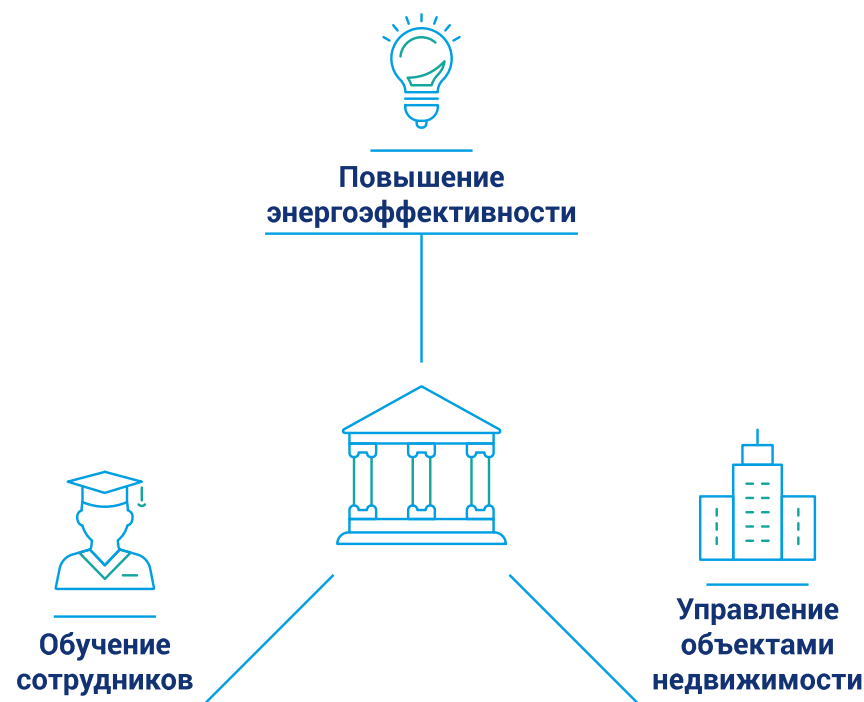 Повышение
энергоэффективности
Обучение
сотрудников
Управление
объектами
недвижимости